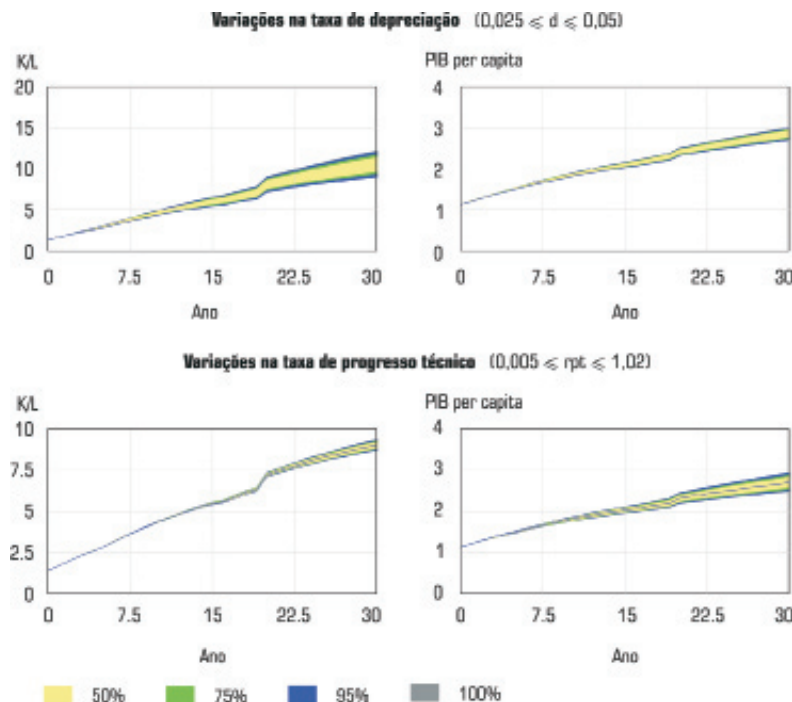 Variações na taxa de depreciação (0,025 ⩽ d ⩽ 0,05)
K/L
20
15
10
5
0
0 7.5 15 22.5 30
Ano
PIB per capita
4
3
2
1
0
0 7.5 15 22.5 30
Ano
Variações na taxa de progresso técnico (0,005 ⩽ rpt ⩽ 1,02)
K/L
10
7.5
5
2.5
0
0 7.5 15 22.5 30
Ano
PIB per capita
4
3
2
1
0
0 7.5 15 22.5 30
Ano
50% 75% 95% 100%